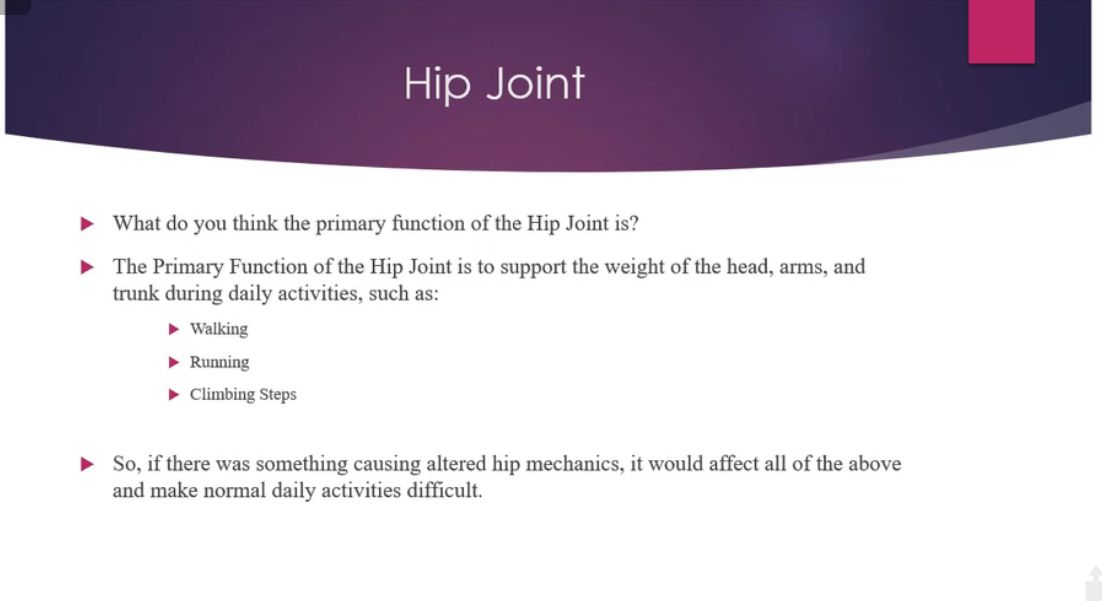 Hip Joint
What do you think the primary function of the Hip Joint is?
The Primary Function of the Hip Joint is to support the weight of the head, arms, and
trunk during daily activities, such as:
Walking
Running
Climbing Steps
So, if there was something causing altered hip mechanics, it would affect all of the above
and make normal daily activities difficult.